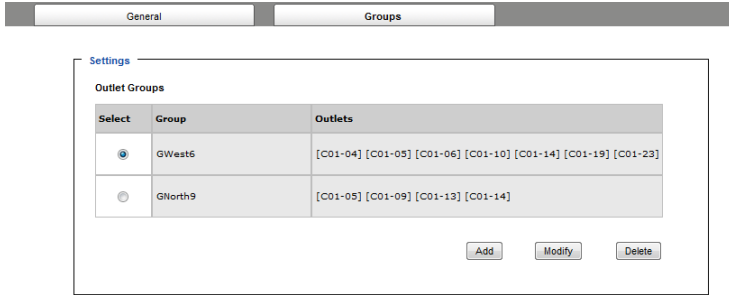 General Groups
Settings
Outlet Groups
Select Group Outlets
GWest6 [C01-04] [C01-05] [C01-06] [C01-10] [C01-14] [C01-19] [C01-23]
GNorth9 [C01-05] [C01-09] [C01-13] [C01-14]
Add Modify Delete